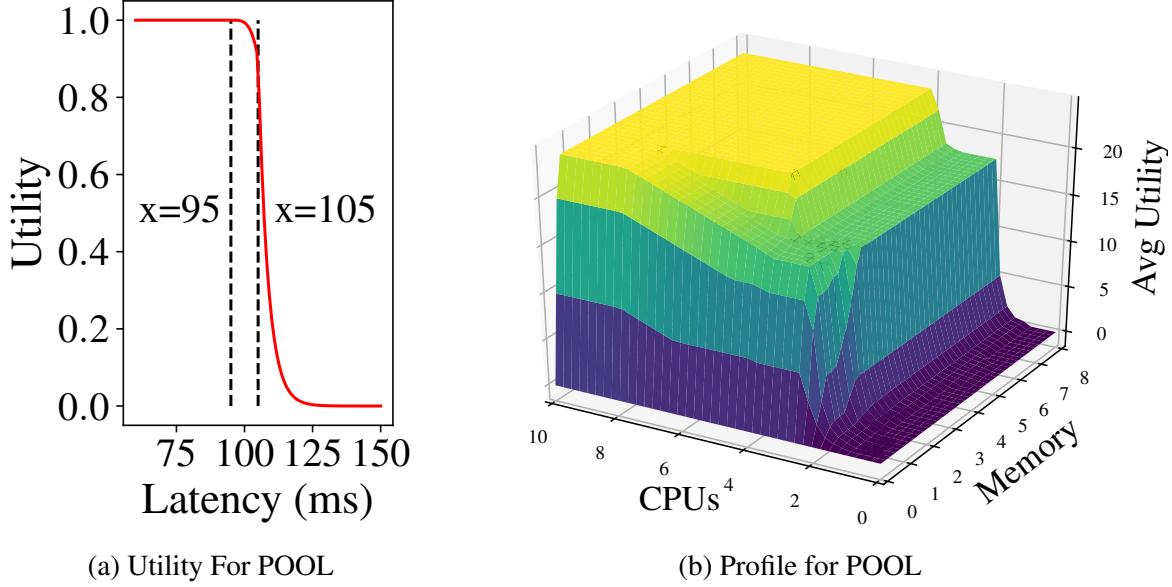 1.0
0.8
0.6
0.4
0.2
0.0
Utility
x=95
x=105
75 100 125 150
Latency (ms)
(a) Utility For POOL
20
15
10
5
0
Avg Utility
10
8
6
4
2
0
CPUs
0
1
2
3
4
5
6
7
8
Memory
(b) Profile for POOL